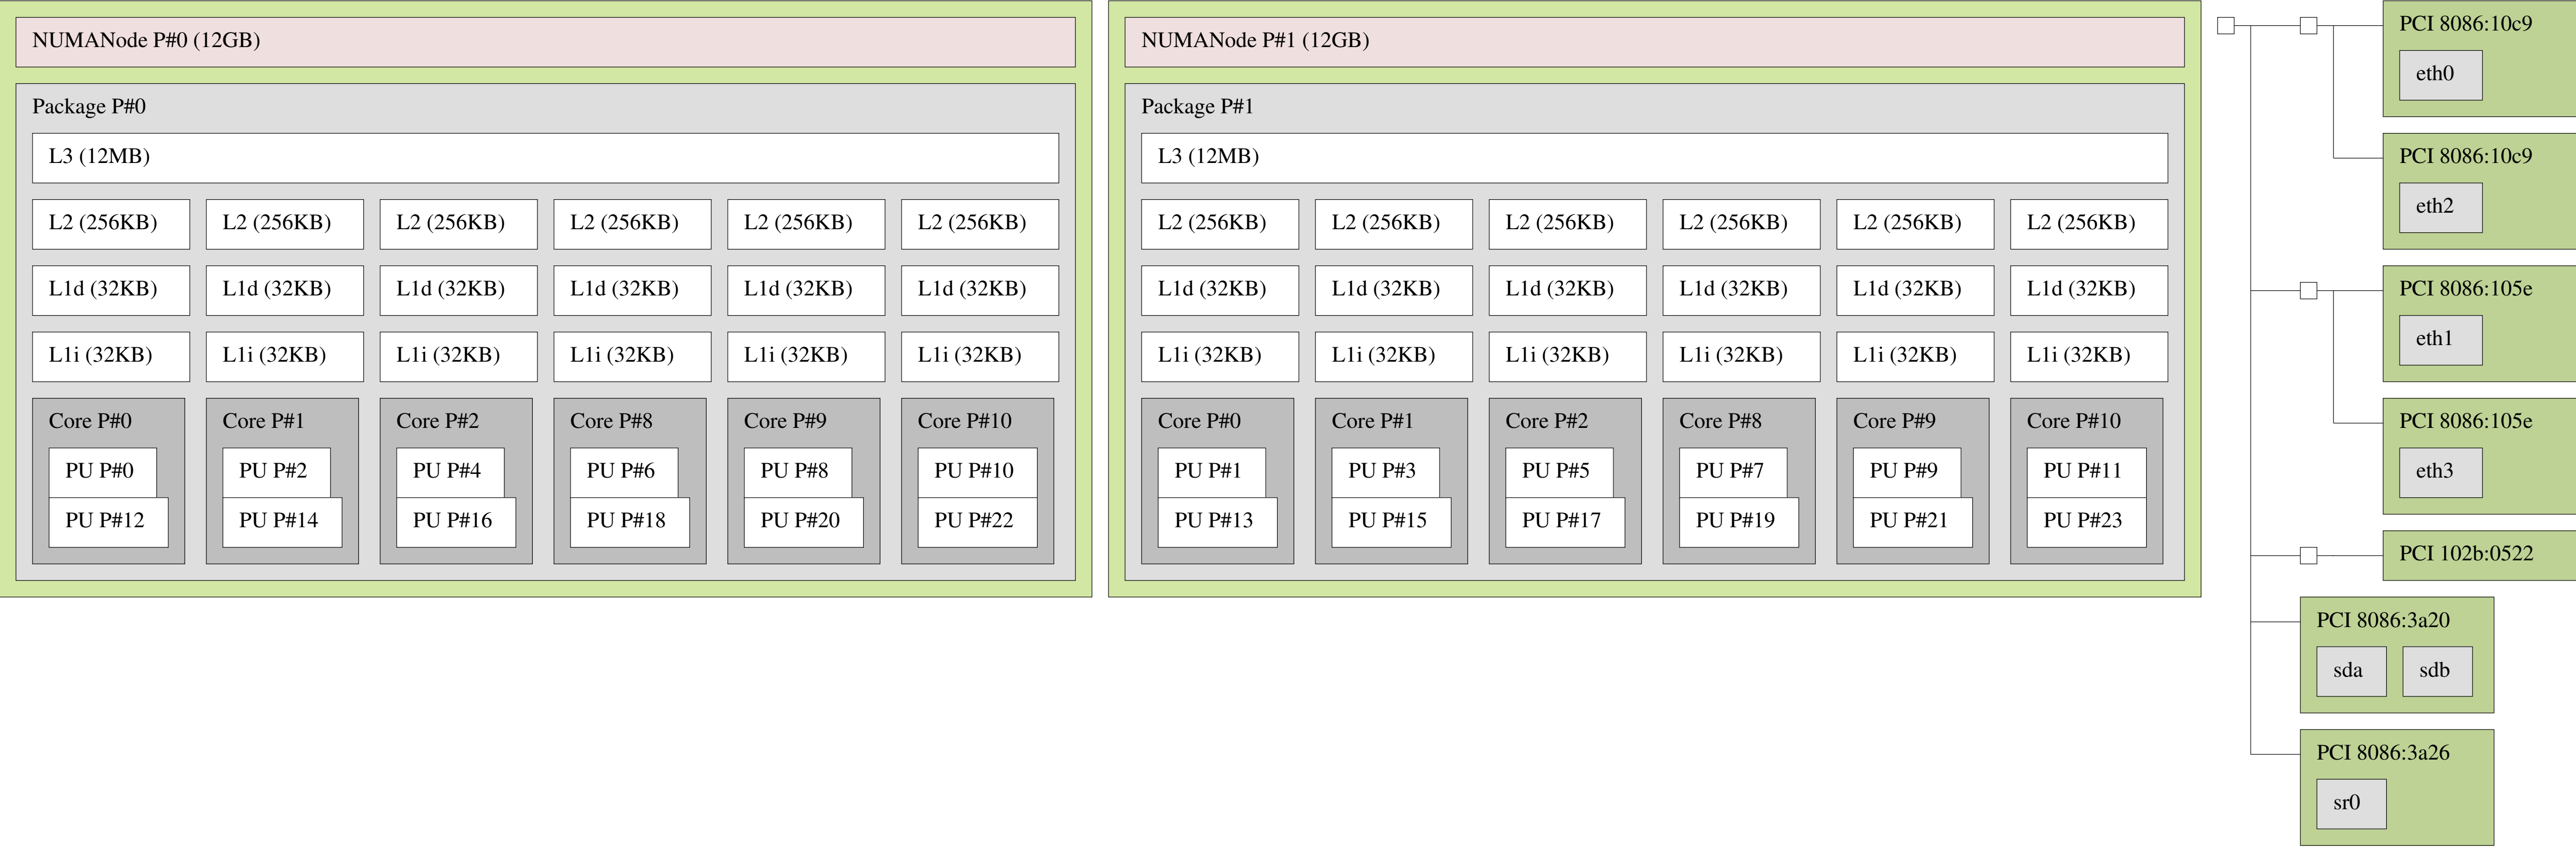 NUMANode P#0 (12GB)
Package P#0
L3 (12MB)
L2 (256KB) L2 (256KB) L2 (256KB) L2 (256KB) L2 (256KB) L2 (256KB)
L1d (32KB) L1d (32KB) L1d (32KB) L1d (32KB) L1d (32KB) L1d (32KB)
L1i (32KB) L1i (32KB) L1i (32KB) L1i (32KB) L1i (32KB) L1i (32KB)
Core P#0 Core P#1 Core P#2 Core P#8 Core P#9 Core P#10
PU P#0 PU P#2 PU P#4 PU P#6 PU P#8 PU P#10
PU P#12 PU P#14 PU P#16 PU P#18 PU P#20 PU P#22
NUMANode P#1 (12GB)
Package P#1
L3 (12MB)
L2 (256KB) L2 (256KB) L2 (256KB) L2 (256KB) L2 (256KB) L2 (256KB)
L1d (32KB) L1d (32KB) L1d (32KB) L1d (32KB) L1d (32KB) L1d (32KB)
L1i (32KB) L1i (32KB) L1i (32KB) L1i (32KB) L1i (32KB) L1i (32KB)
Core P#0 Core P#1 Core P#2 Core P#8 Core P#9 Core P#10
PU P#1 PU P#3 PU P#5 PU P#7 PU P#9 PU P#11
PU P#13 PU P#15 PU P#17 PU P#19 PU P#21 PU P#23
PCI 8086:10c9
eth0
PCI 8086:10c9
eth2
PCI 8086:105e
eth1
PCI 8086:105e
eth3
PCI 102b:0522
PCI 8086:3a20
sda sdb
PCI 8086:3a26
sr0